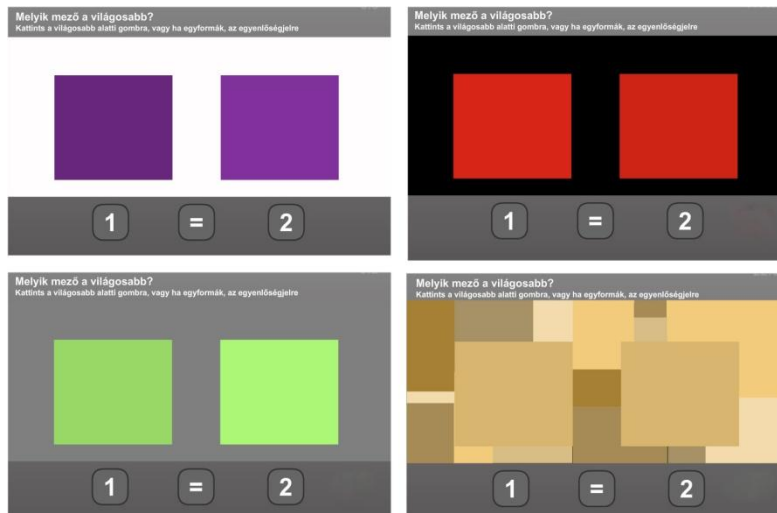 Melyik mező a világosabb?
Kattints a világosabb alatti gombra, vagy ha egyformák, az egyenlőségjelre
1 = 2
Melyik mező a világosabb?
Kattints a világosabb alatti gombra, vagy ha egyformák, az egyenlőségjelre
1 = 2
Melyik mező a világosabb?
Kattints a világosabb alatti gombra, vagy ha egyformák, az egyenlőségjelre
1 = 2
Melyik mező a világosabb?
Kattints a világosabb alatti gombra, vagy ha egyformák, az egyenlőségjelre
1 = 2